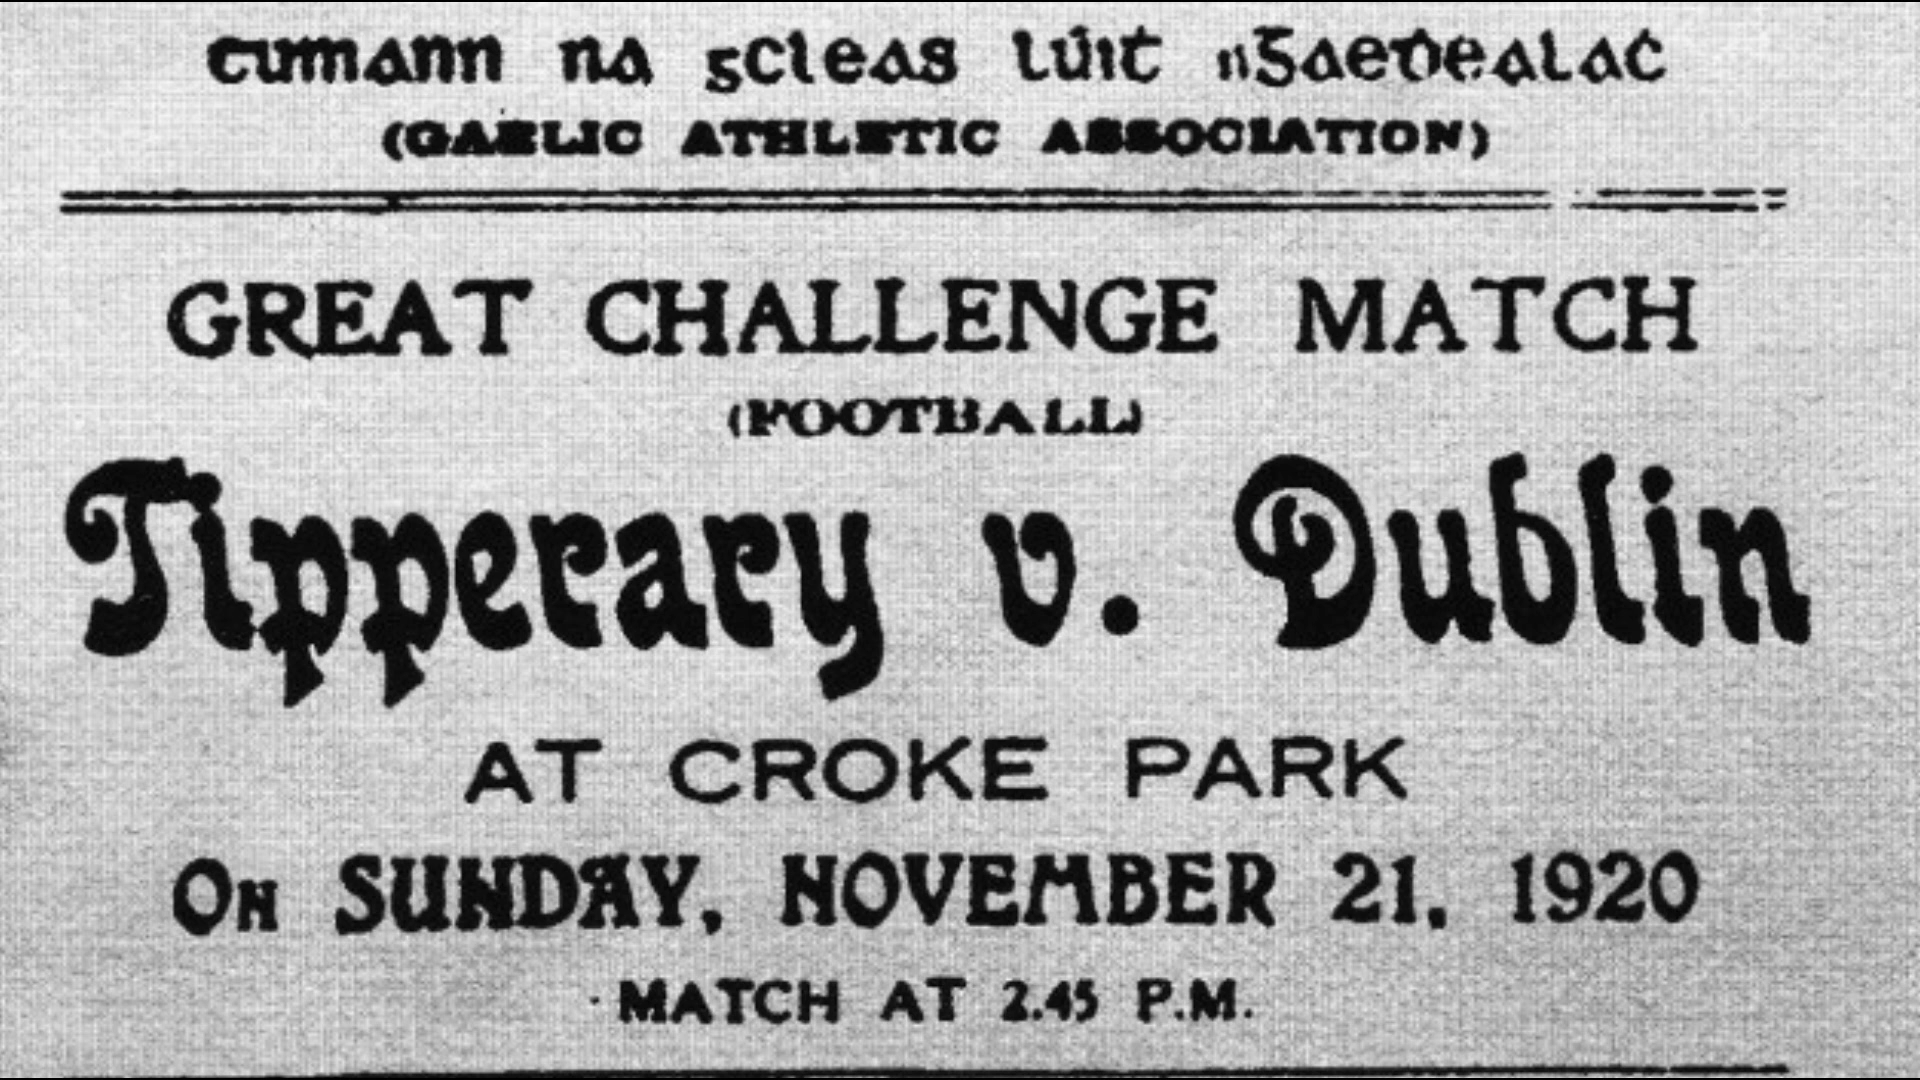 cumann na gcleas lúit ngaeḋealaċ
(GAELIC ATHLETIC ASSOCIATION)
GREAT CHALLENGE MATCH
(FOOTBALL)
Tipperary v. Dublin
AT CROKE PARK
On SUNDAY, NOVEMBER 21, 1920
MATCH AT 2.45 P.M.